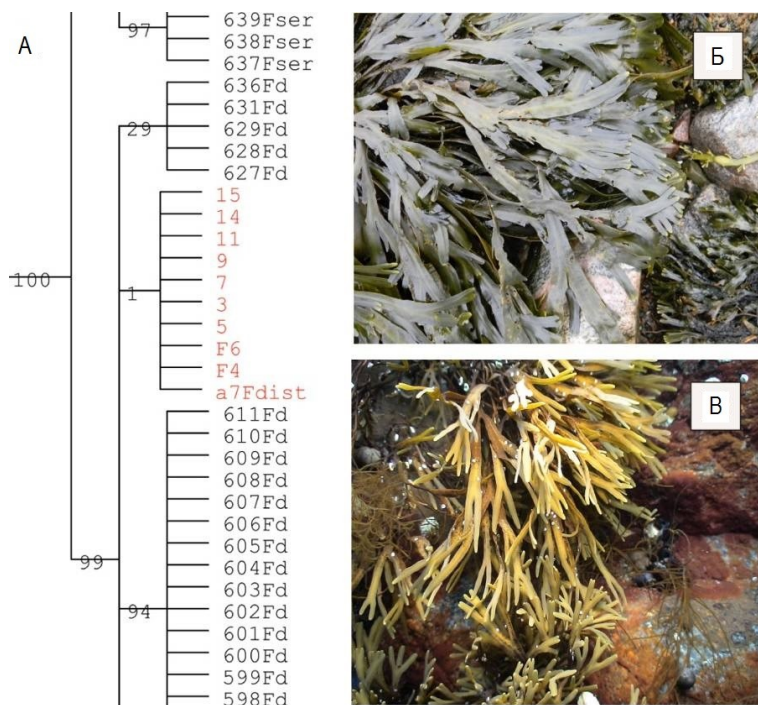 А
639Fser
638Fser
97
637Fser
636Fd
631Fd
629Fd
29
628Fd
627Fd
15
14
11
9
7
1
3
5
F6
F4
a7Fdist
100
611Fd
610Fd
609Fd
608Fd
607Fd
606Fd
605Fd
604Fd
99
603Fd
602Fd
94
601Fd
600Fd
599Fd
598Fd
Б
В